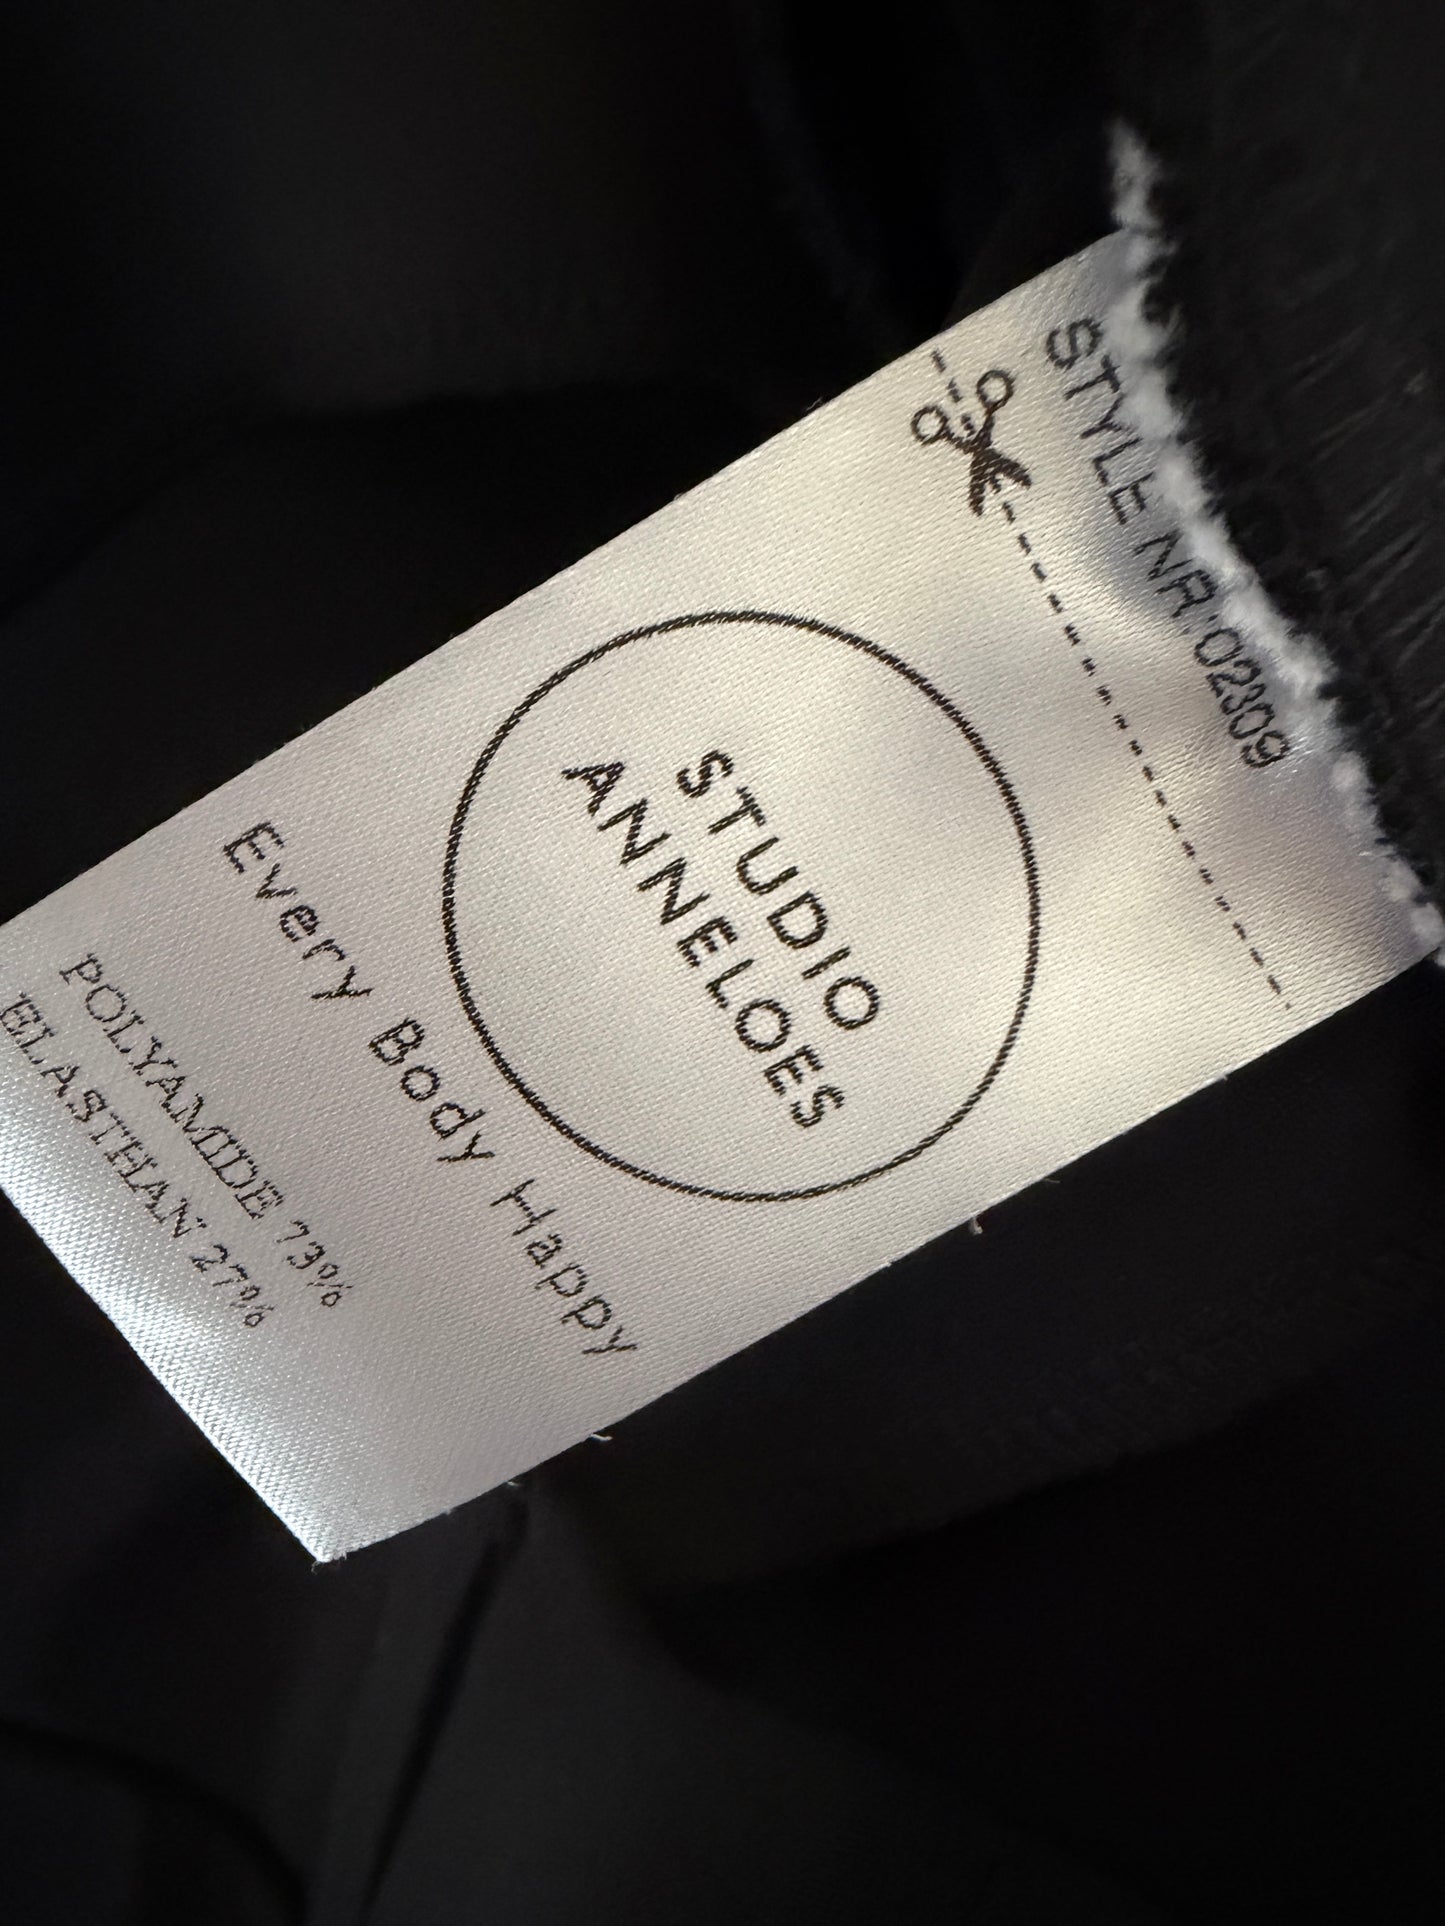 STYLE NR 02309
STUDIO
ANNELOES
Every Body Happy
POLYAMIDE 73%
ELASTHAN 27%